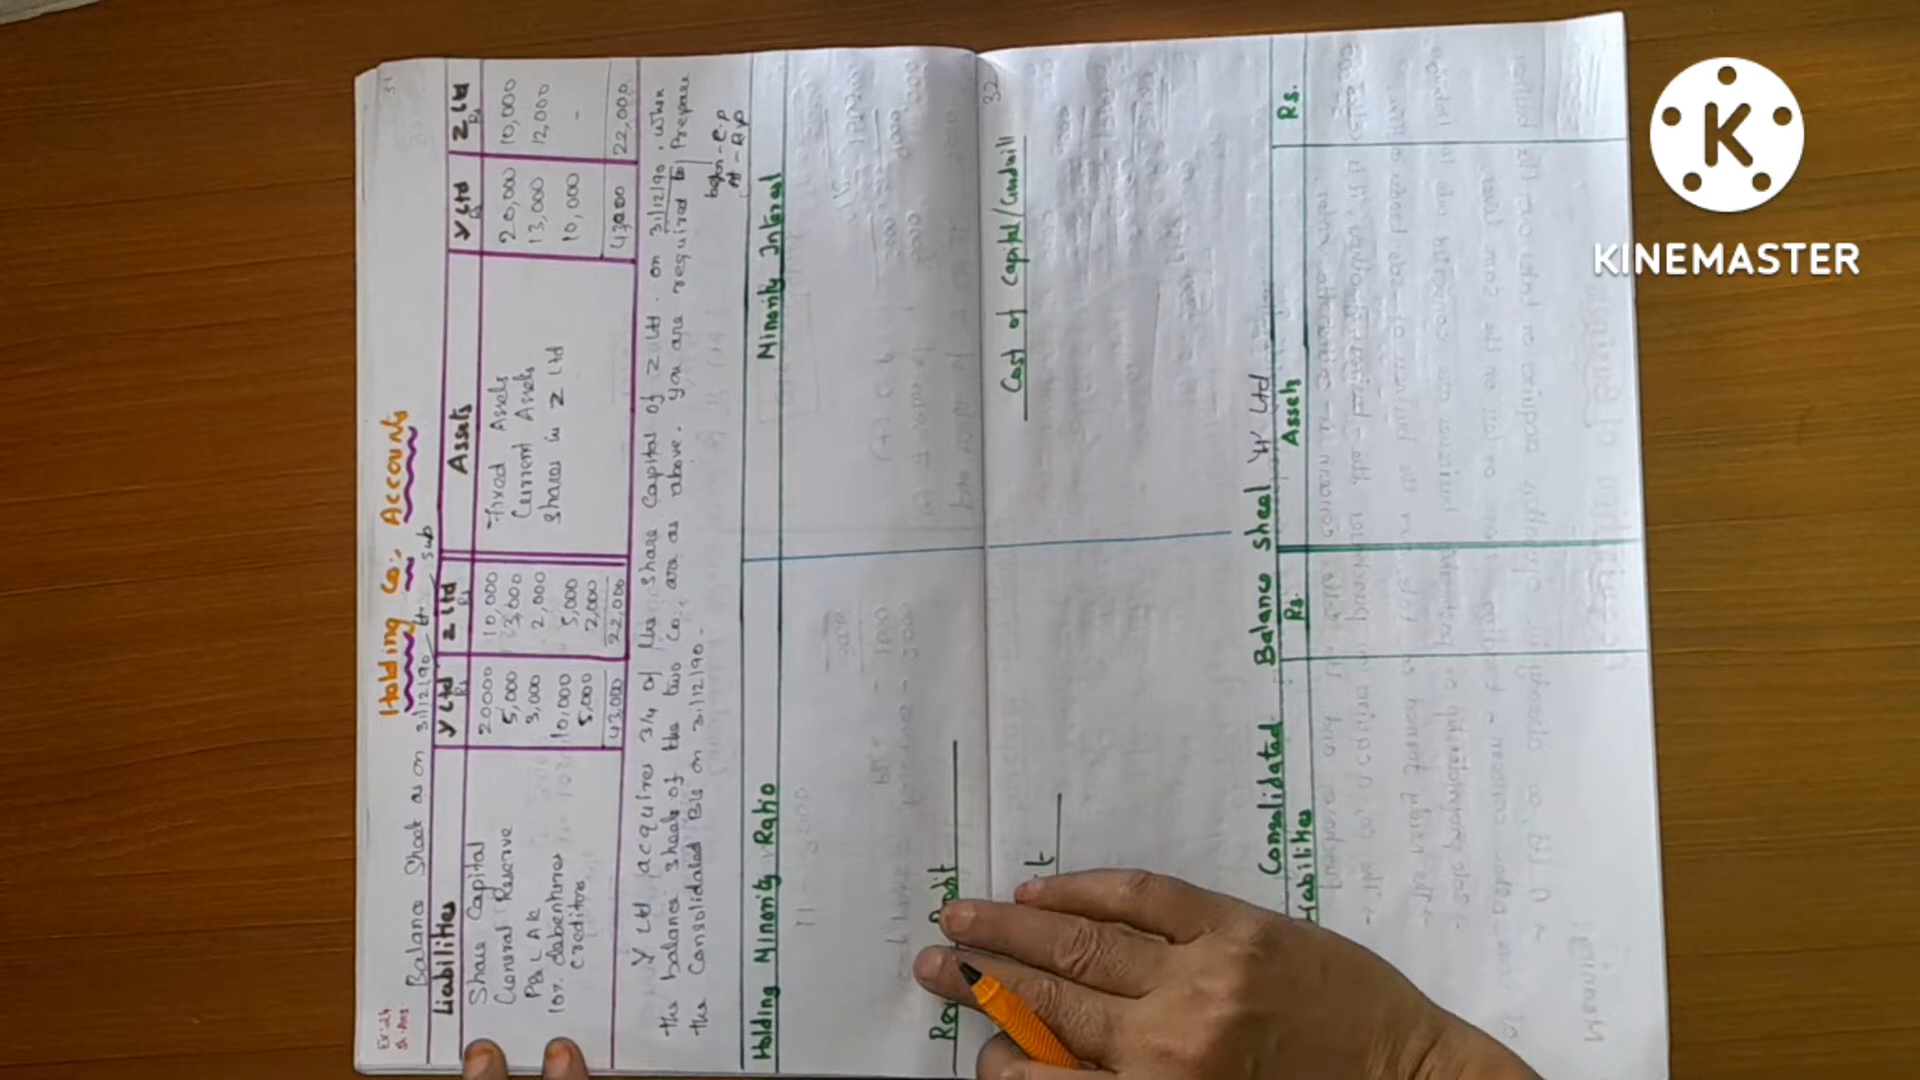 Ex: 24
S. Ans
Holding Co: Accounts
31
Balance Sheet as on 31/12/90
H
Sub
Liabilities Y Ltd Z Ltd Assets Y Ltd Z Ltd
Rs Rs Rs Rs
Share Capital 20000 10,000 Fixed Assets 20,000 10,000
General Reserve 5,000 3,000 Current Assets 13,000 12,000
P & L A/c 3,000 2,000 Shares in Z Ltd 10,000 -
10% debentures 10,000 5,000
Creditors 5,000 2,000
43,000 22,000 43,000 22,000
Y Ltd acquires 3/4 of the share Capital of Z Ltd. on 31/12/90, when
the balance sheets of the two Co:, are as above. You are required to Prepare
the Consolidated B/s on 31/12/90.
before - C.P
Af - R.P
Holding Minority Ratio Minority Interest
32
Cost of Capital/Goodwill
Consolidated Balance Sheet Y Ltd
Liabilities Rs. Assets Rs.
KINEMASTER